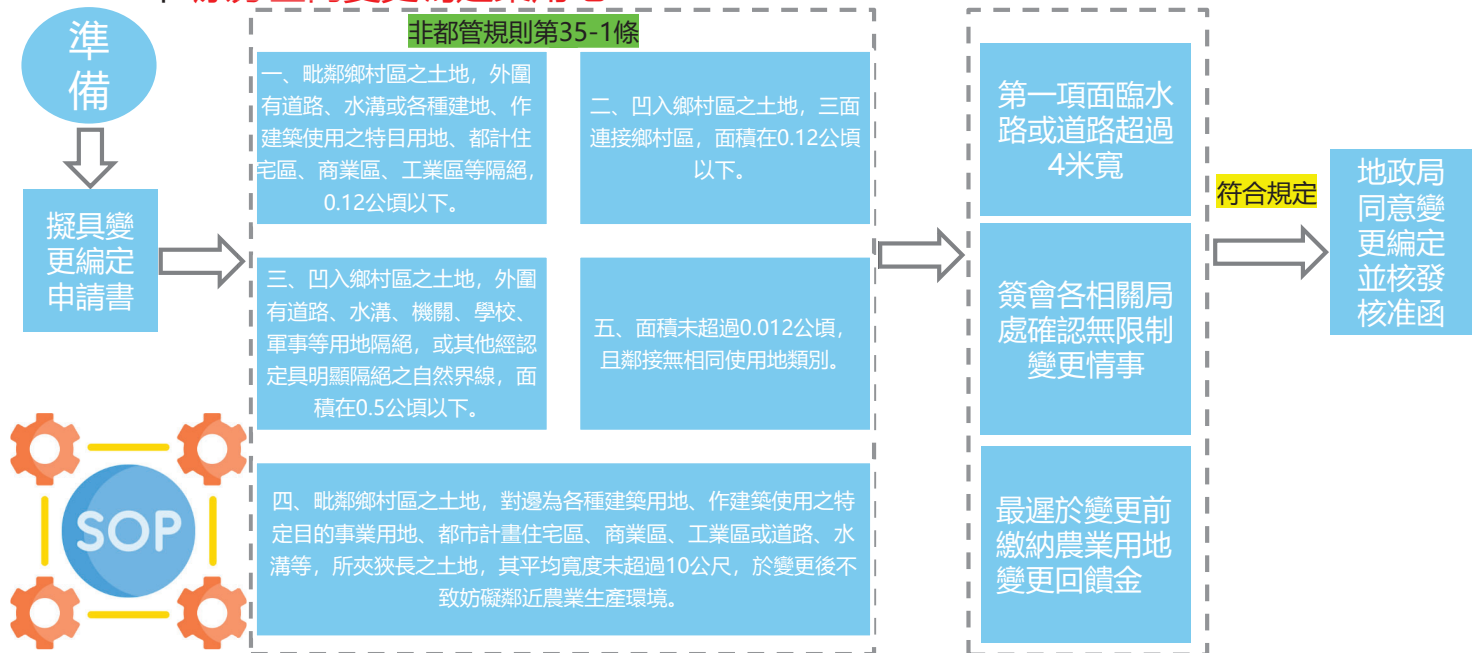 準
備
擬具變
更編定
申請書
非都管規則第35-1條
一、毗鄰鄉村區之土地，外圍
有道路、水溝或各種建地、作
建築使用之特目用地、都計住
宅區、商業區、工業區等隔絕，
0.12公頃以下。
二、凹入鄉村區之土地，三面
連接鄉村區，面積在0.12公頃
以下。
三、凹入鄉村區之土地，外圍
有道路、水溝、機關、學校、
軍事等用地隔絕，或其他經認
定具明顯隔絕之自然界線，面
積在0.5公頃以下。
五、面積未超過0.012公頃，
且鄰接無相同使用地類別。
四、毗鄰鄉村區之土地，對邊為各種建築用地、作建築使用之特
定目的事業用地、都市計畫住宅區、商業區、工業區或道路、水
溝等，所夾狹長之土地，其平均寬度未超過10公尺，於變更後不
致妨礙鄰近農業生產環境。
SOP
第一項面臨水
路或道路超過
4米寬
簽會各相關局
處確認無限制
變更情事
最遲於變更前
繳納農業用地
變更回饋金
符合規定
地政局
同意變
更編定
並核發
核准函